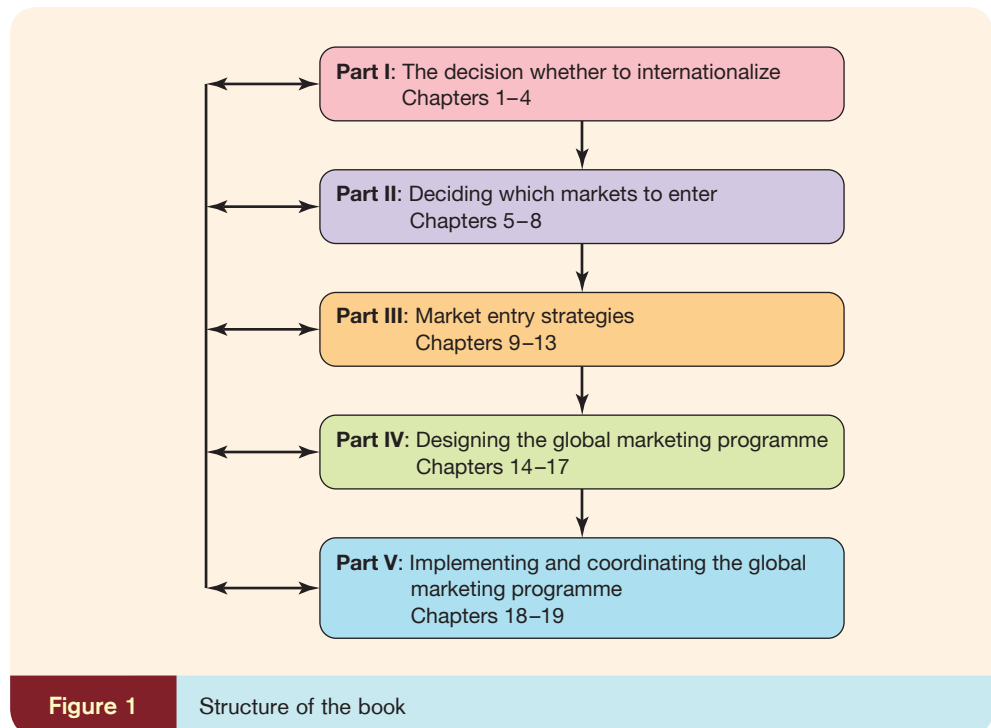 Part I: The decision whether to internationalize
Chapters 1–4
Part II: Deciding which markets to enter
Chapters 5–8
Part III: Market entry strategies
Chapters 9–13
Part IV: Designing the global marketing programme
Chapters 14–17
Part V: Implementing and coordinating the global
marketing programme
Chapters 18–19
Figure 1 Structure of the book